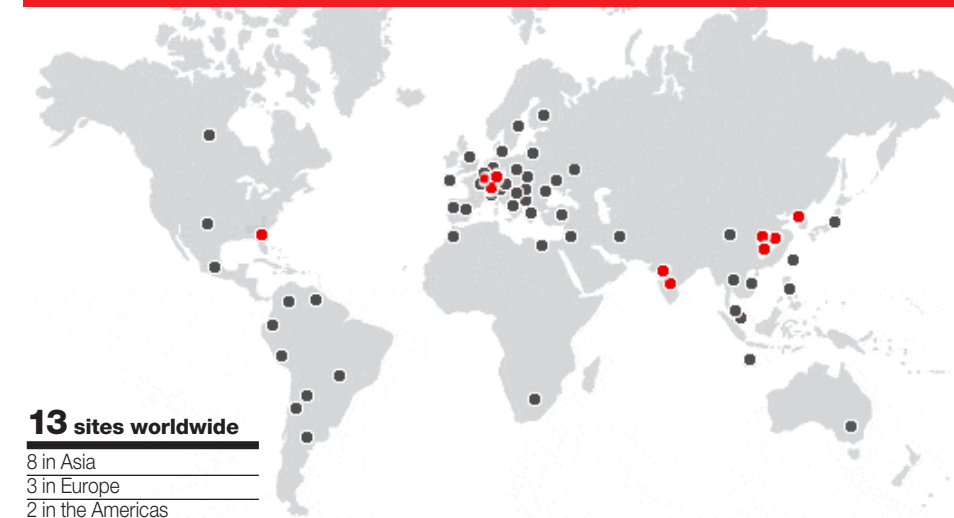 13 sites worldwide
8 in Asia
3 in Europe
2 in the Americas